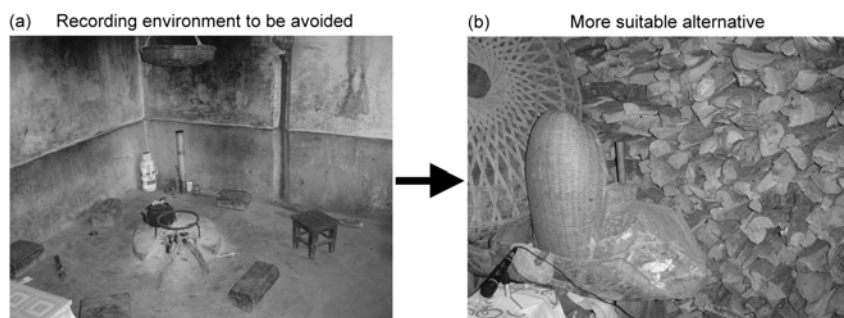 (a) Recording environment to be avoided
(b) More suitable alternative